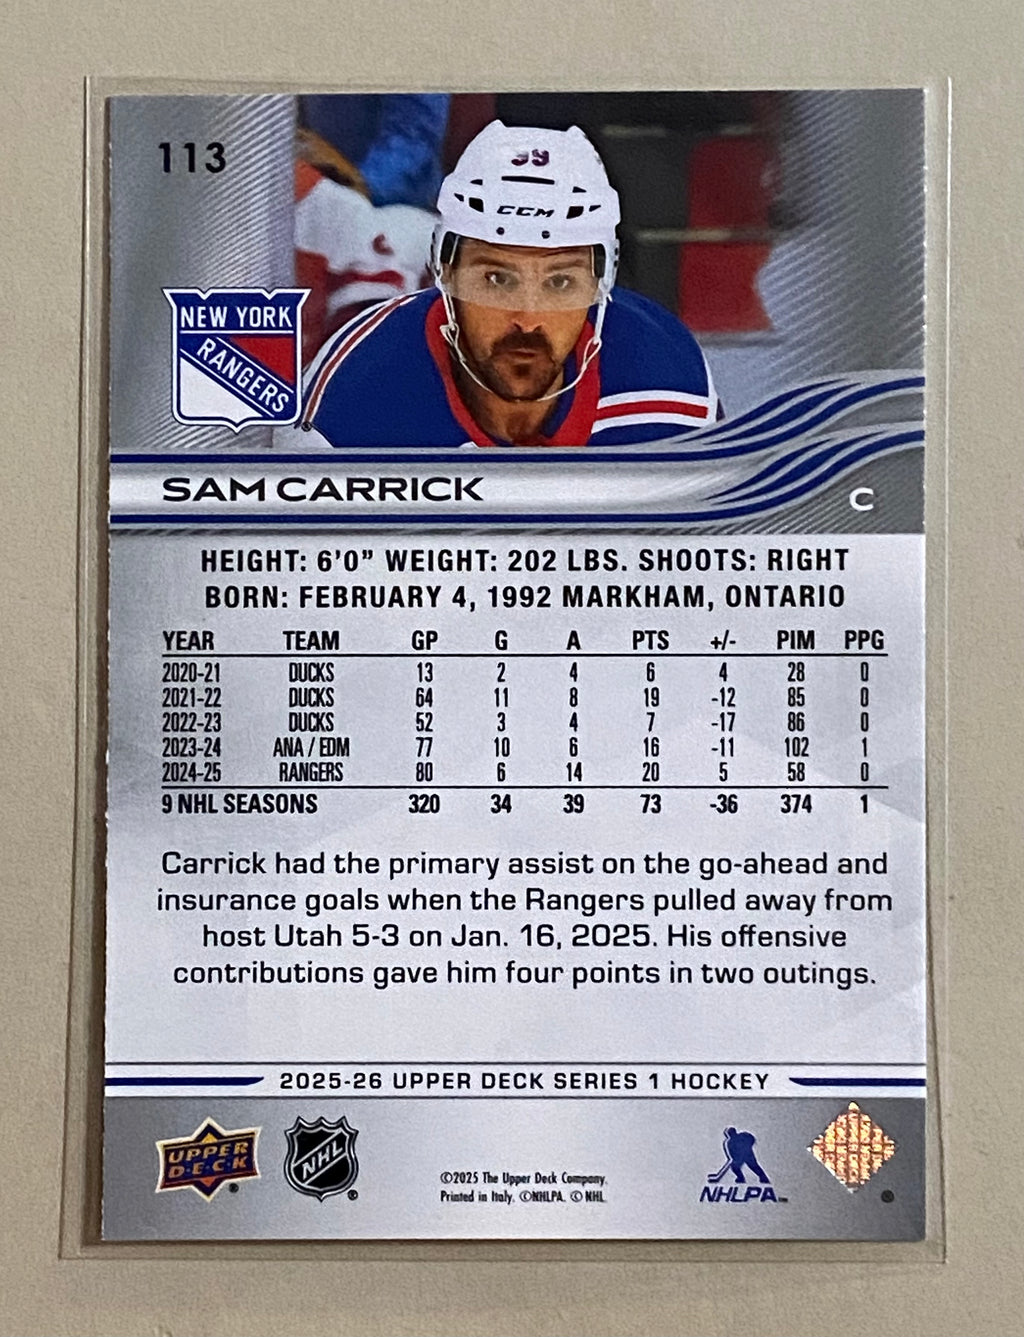 113
39
CCM
NEW YORK
RANGERS
SAM CARRICK
C
HEIGHT: 6'0" WEIGHT: 202 LBS. SHOOTS: RIGHT
BORN: FEBRUARY 4, 1992 MARKHAM, ONTARIO
YEAR TEAM GP G A PTS +/- PIM PPG
2020-21 DUCKS 13 2 4 6 4 28 0
2021-22 DUCKS 64 11 8 19 -12 85 0
2022-23 DUCKS 52 3 4 7 -17 86 0
2023-24 ANA / EDM 77 10 6 16 -11 102 1
2024-25 RANGERS 80 6 14 20 5 58 0
9 NHL SEASONS 320 34 39 73 -36 374 1
Carrick had the primary assist on the go-ahead and
insurance goals when the Rangers pulled away from
host Utah 5-3 on Jan. 16, 2025. His offensive
contributions gave him four points in two outings.
2025-26 UPPER DECK SERIES 1 HOCKEY
UPPER
D·E·C·K
NHL
©2025 The Upper Deck Company.
Printed in Italy. ©NHLPA. © NHL
NHLPA